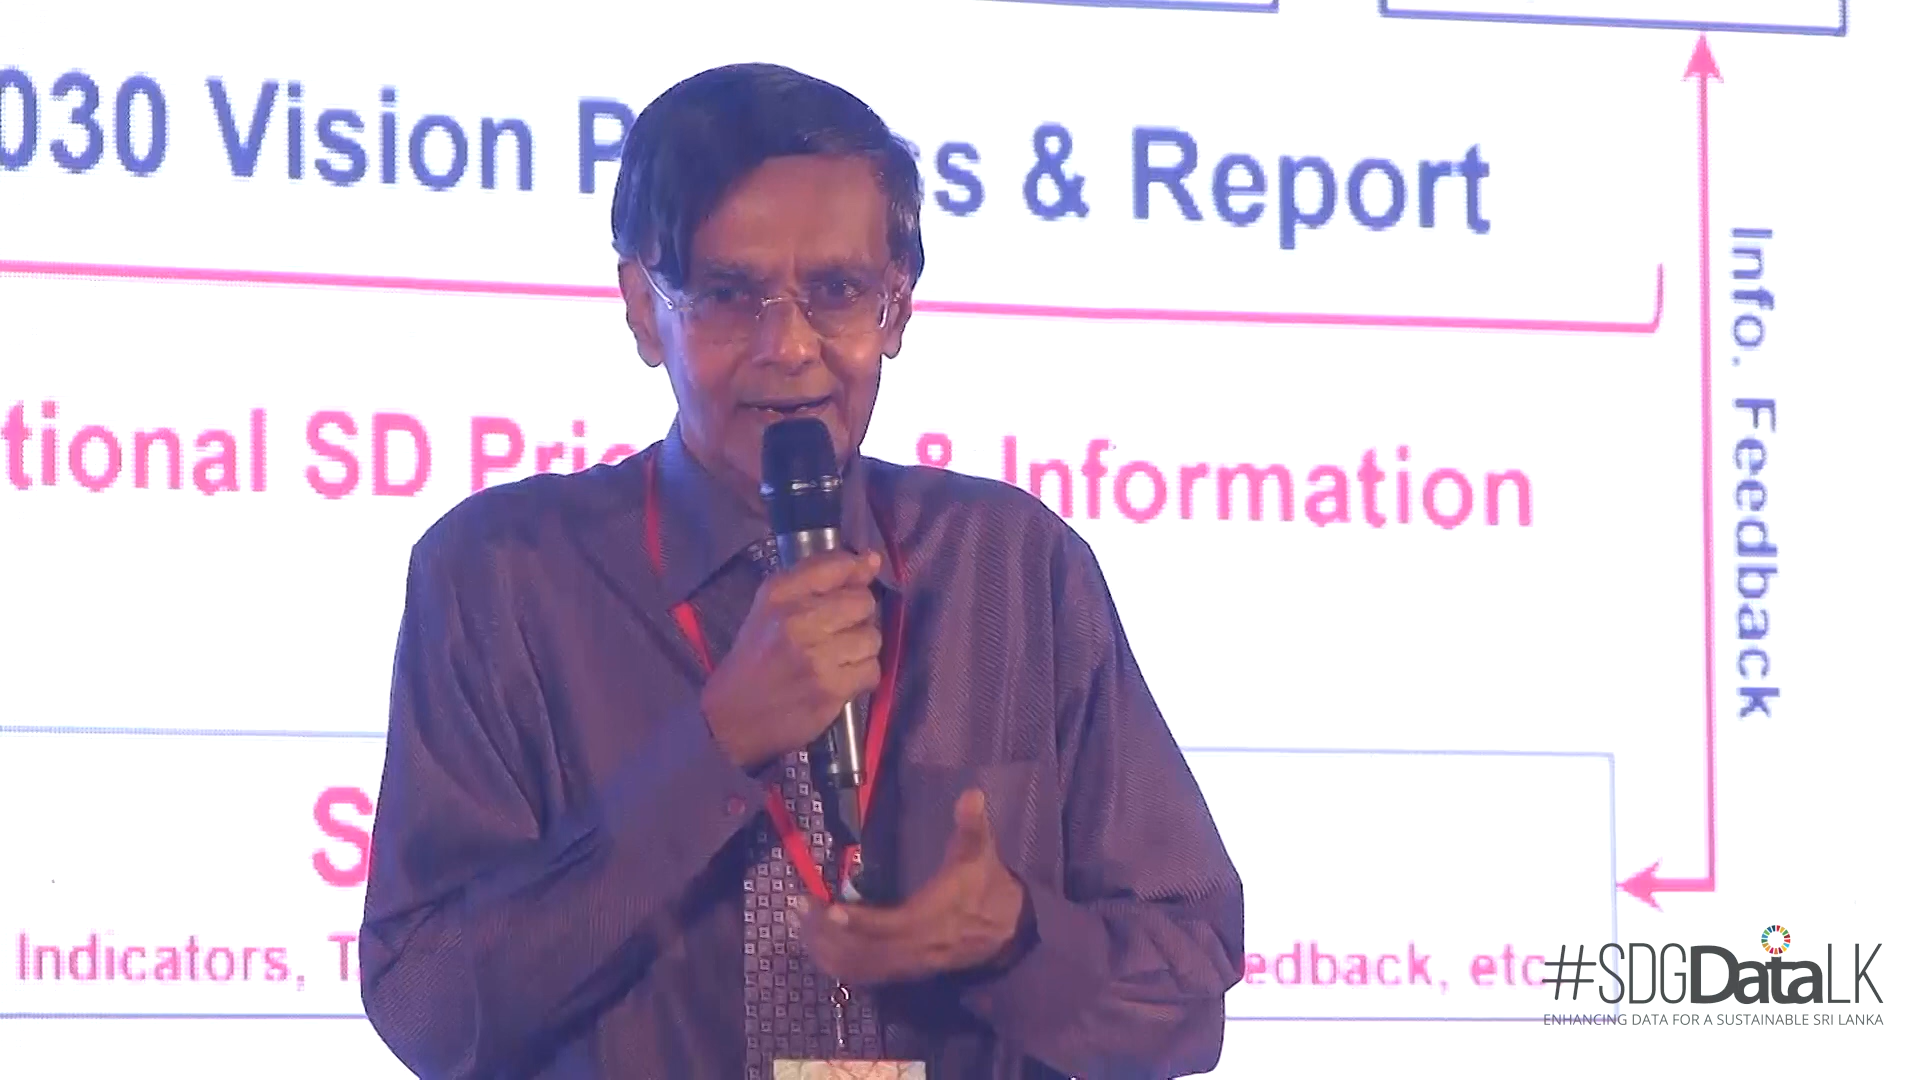 030 Vision P ss & Report
tional SD Pri & Information
Info. Feedback
S
Indicators, T edback, etc
#SDGDataLK
ENHANCING DATA FOR A SUSTAINABLE SRI LANKA